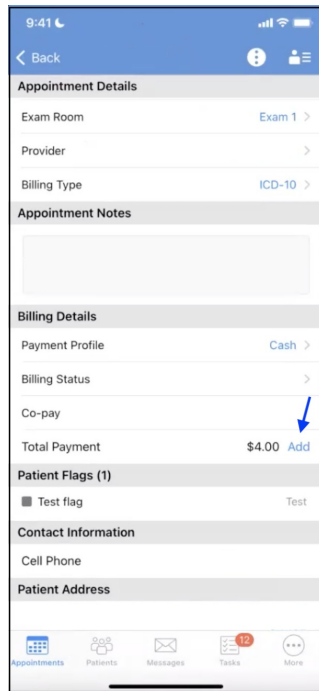 9:41
Back
Appointment Details
Exam Room Exam 1
Provider
Billing Type ICD-10
Appointment Notes
Billing Details
Payment Profile Cash
Billing Status
Co-pay
Total Payment $4.00 Add
Patient Flags (1)
Test flag Test
Contact Information
Cell Phone
Patient Address
12
Appointments Patients Messages Tasks More